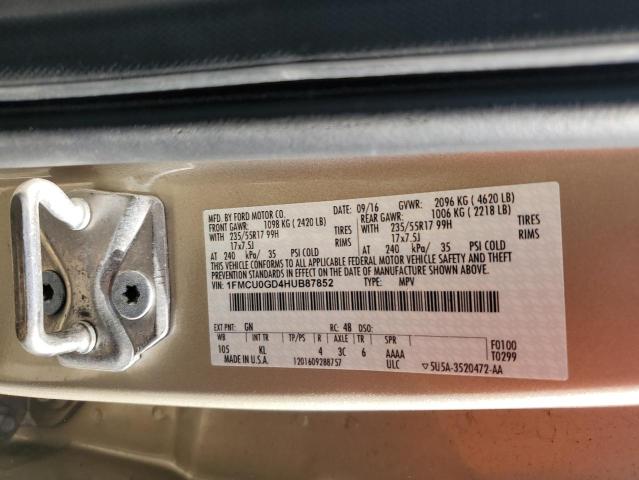 MFD. BY FORD MOTOR CO.
09/16 GVWR: 2096 KG ( 4620 LB)
FRONT GAWR: 1098 KG ( 2420 LB) REAR GAWR: 1006 KG ( 2218 LB)
WITH 235/55R17 99H TIRES WITH 235/55R17 99H TIRES
17x7.5J RIMS 17x7.5J RIMS
AT 240 kPa/ 35 PSI COLD AT 240 kPa/ 35 PSI COLD
THIS VEHICLE CONFORMS TO ALL APPLICABLE FEDERAL MOTOR VEHICLE SAFETY AND THEFT PREVENTION STANDARDS IN EFFECT ON THE DATE OF MANUFACTURE SHOWN ABOVE.
VIN: 1FMCU0GD4HUB87852 TYPE: MPV
EXT PNT: GN RC: 48 DSO:
WB INT TR TP/PS R AXLE TR SPR F0100
105 KL 4 3C 6 AAAA T0299
MADE IN U.S.A. 1201609288757 ULC 5U5A-3520472-AA